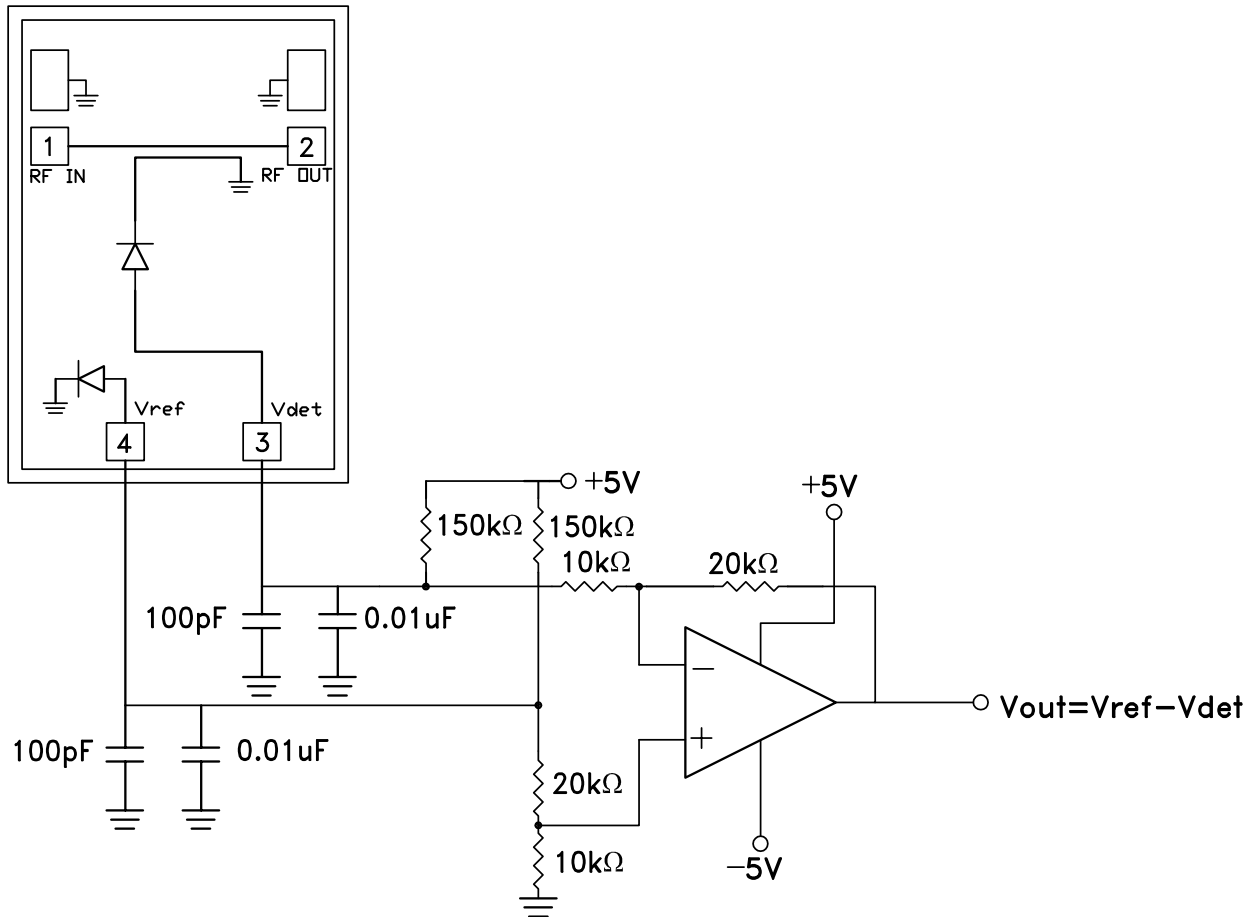 1
2
RF IN
RF OUT
Vref
Vdet
4
3
+5V
+5V
150kΩ
150kΩ
10kΩ
20kΩ
100pF
0.01uF
−
Vout=Vref−Vdet
100pF
0.01uF
+
20kΩ
10kΩ
−5V